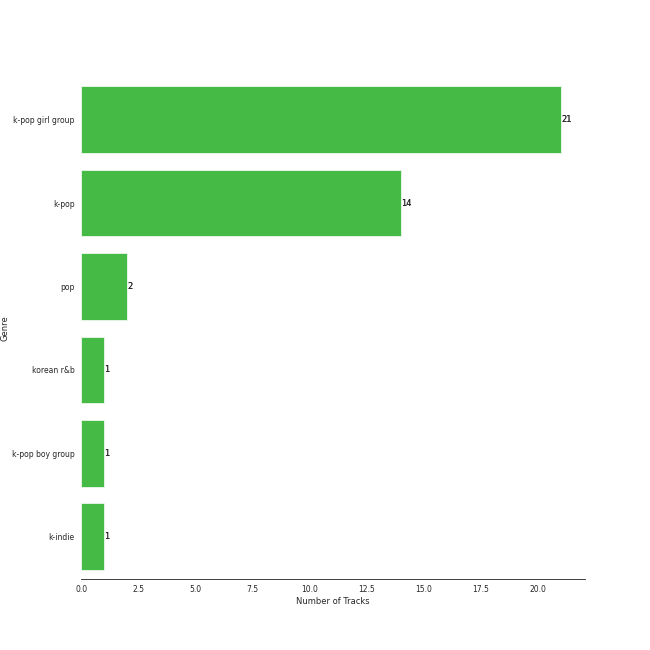 k-pop girl group 21
k-pop 14
pop 2
korean r&b 1
k-pop boy group 1
k-indie 1
Genre
0.0 2.5 5.0 7.5 10.0 12.5 15.0 17.5 20.0
Number of Tracks